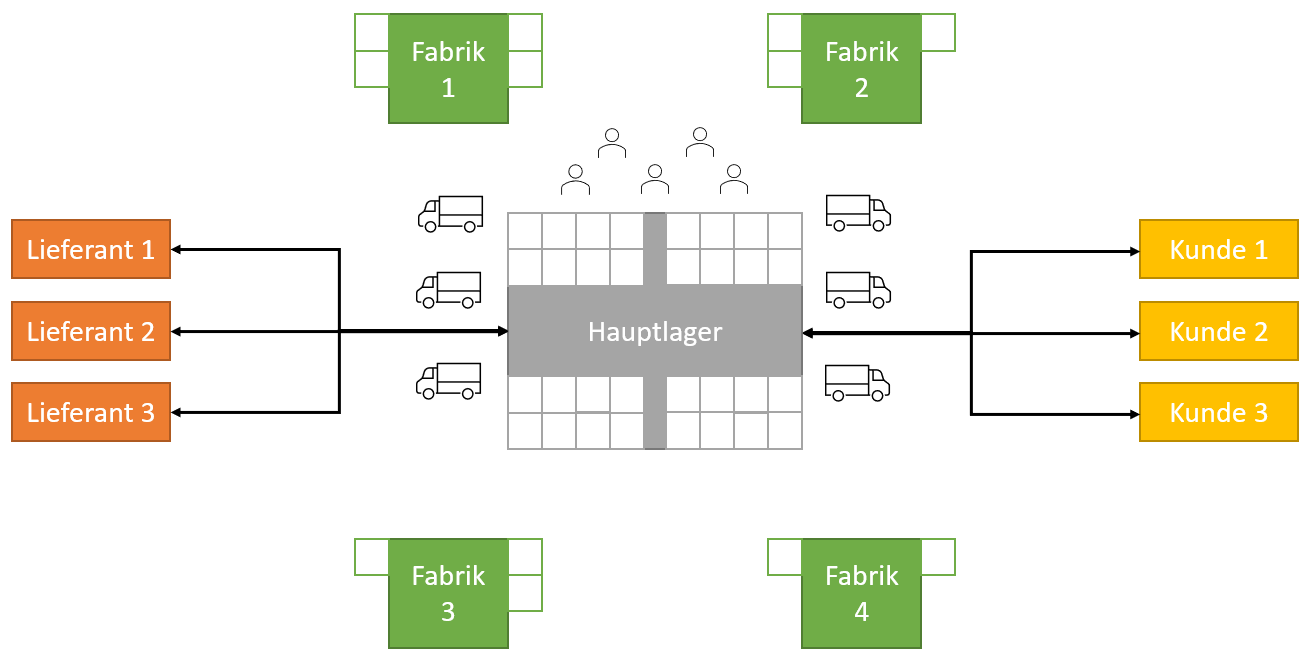 Fabrik
1
Fabrik
2
Lieferant 1
Lieferant 2
Lieferant 3
Hauptlager
Kunde 1
Kunde 2
Kunde 3
Fabrik
3
Fabrik
4